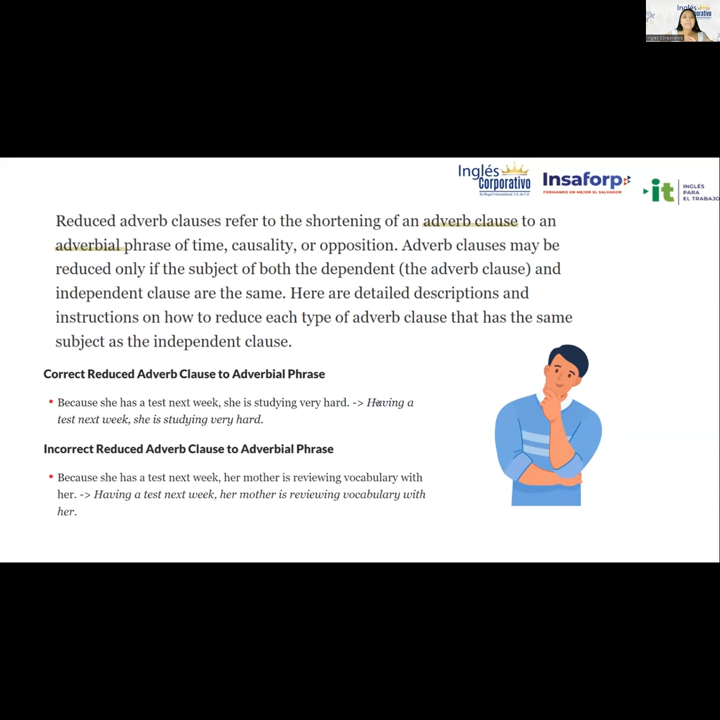 Inglés
Corporativo
Inglés Corporativo
Inglés
Corporativo
Insaforp
FORMANDO UN MEJOR EL SALVADOR
it
INGLÉS
PARA
EL TRABAJO
Reduced adverb clauses refer to the shortening of an adverb clause to an
adverbial phrase of time, causality, or opposition. Adverb clauses may be
reduced only if the subject of both the dependent (the adverb clause) and
independent clause are the same. Here are detailed descriptions and
instructions on how to reduce each type of adverb clause that has the same
subject as the independent clause.
Correct Reduced Adverb Clause to Adverbial Phrase
• Because she has a test next week, she is studying very hard. -> Having a
test next week, she is studying very hard.
Incorrect Reduced Adverb Clause to Adverbial Phrase
• Because she has a test next week, her mother is reviewing vocabulary with
her. -> Having a test next week, her mother is reviewing vocabulary with
her.